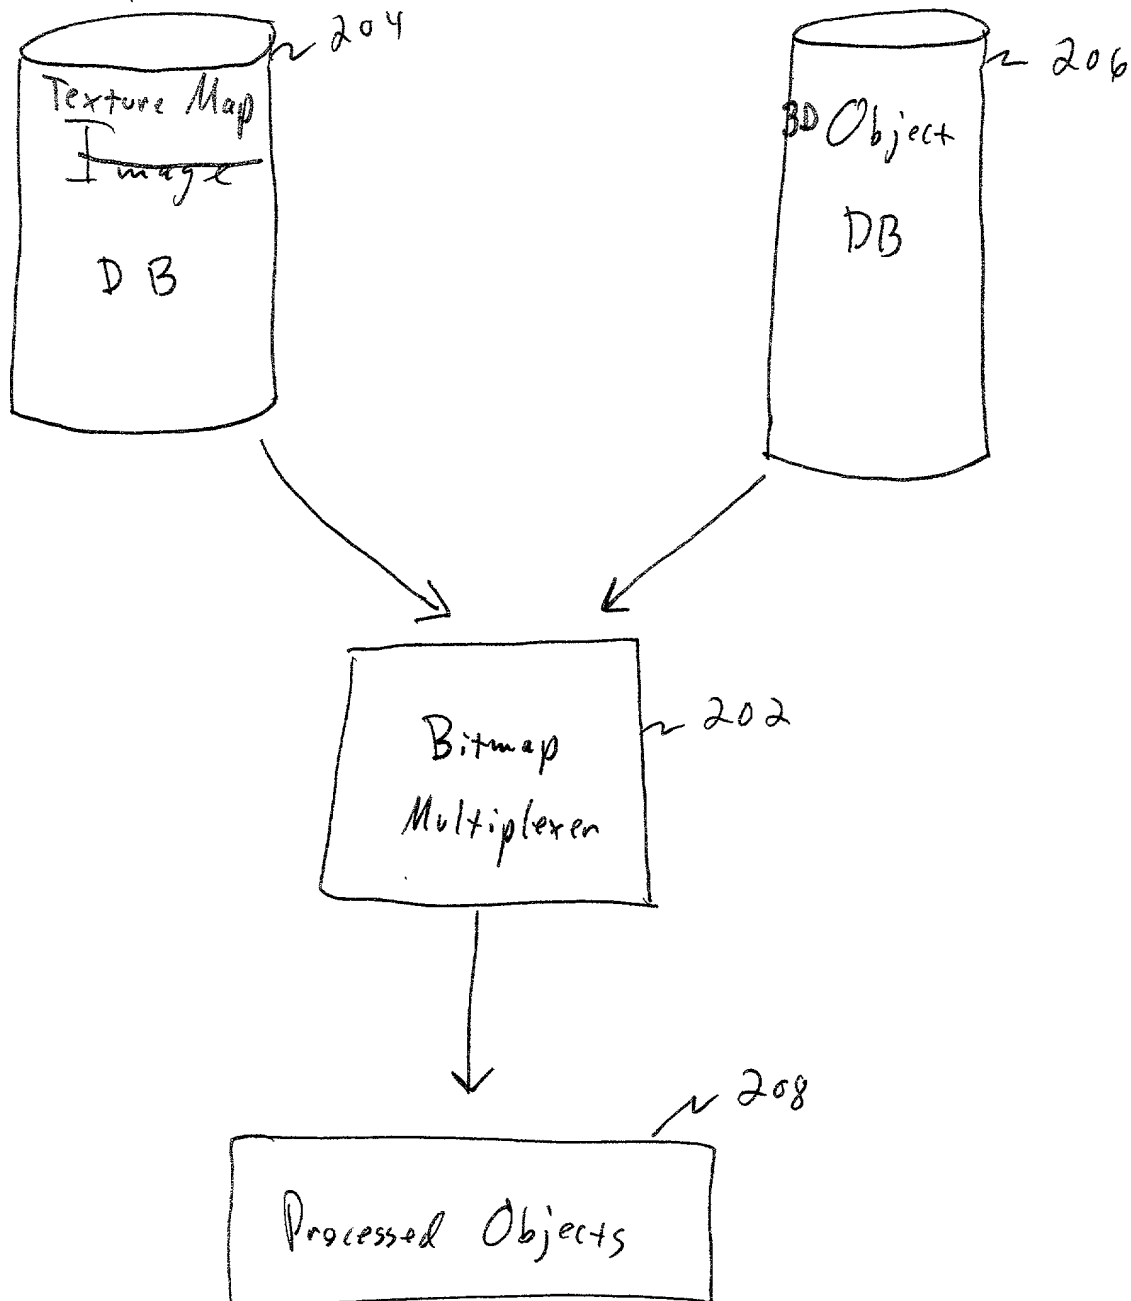 204
Texture Map
Image
DB
206
3D Object
DB
Bitmap
Multiplexer
202
208
Processed Objects